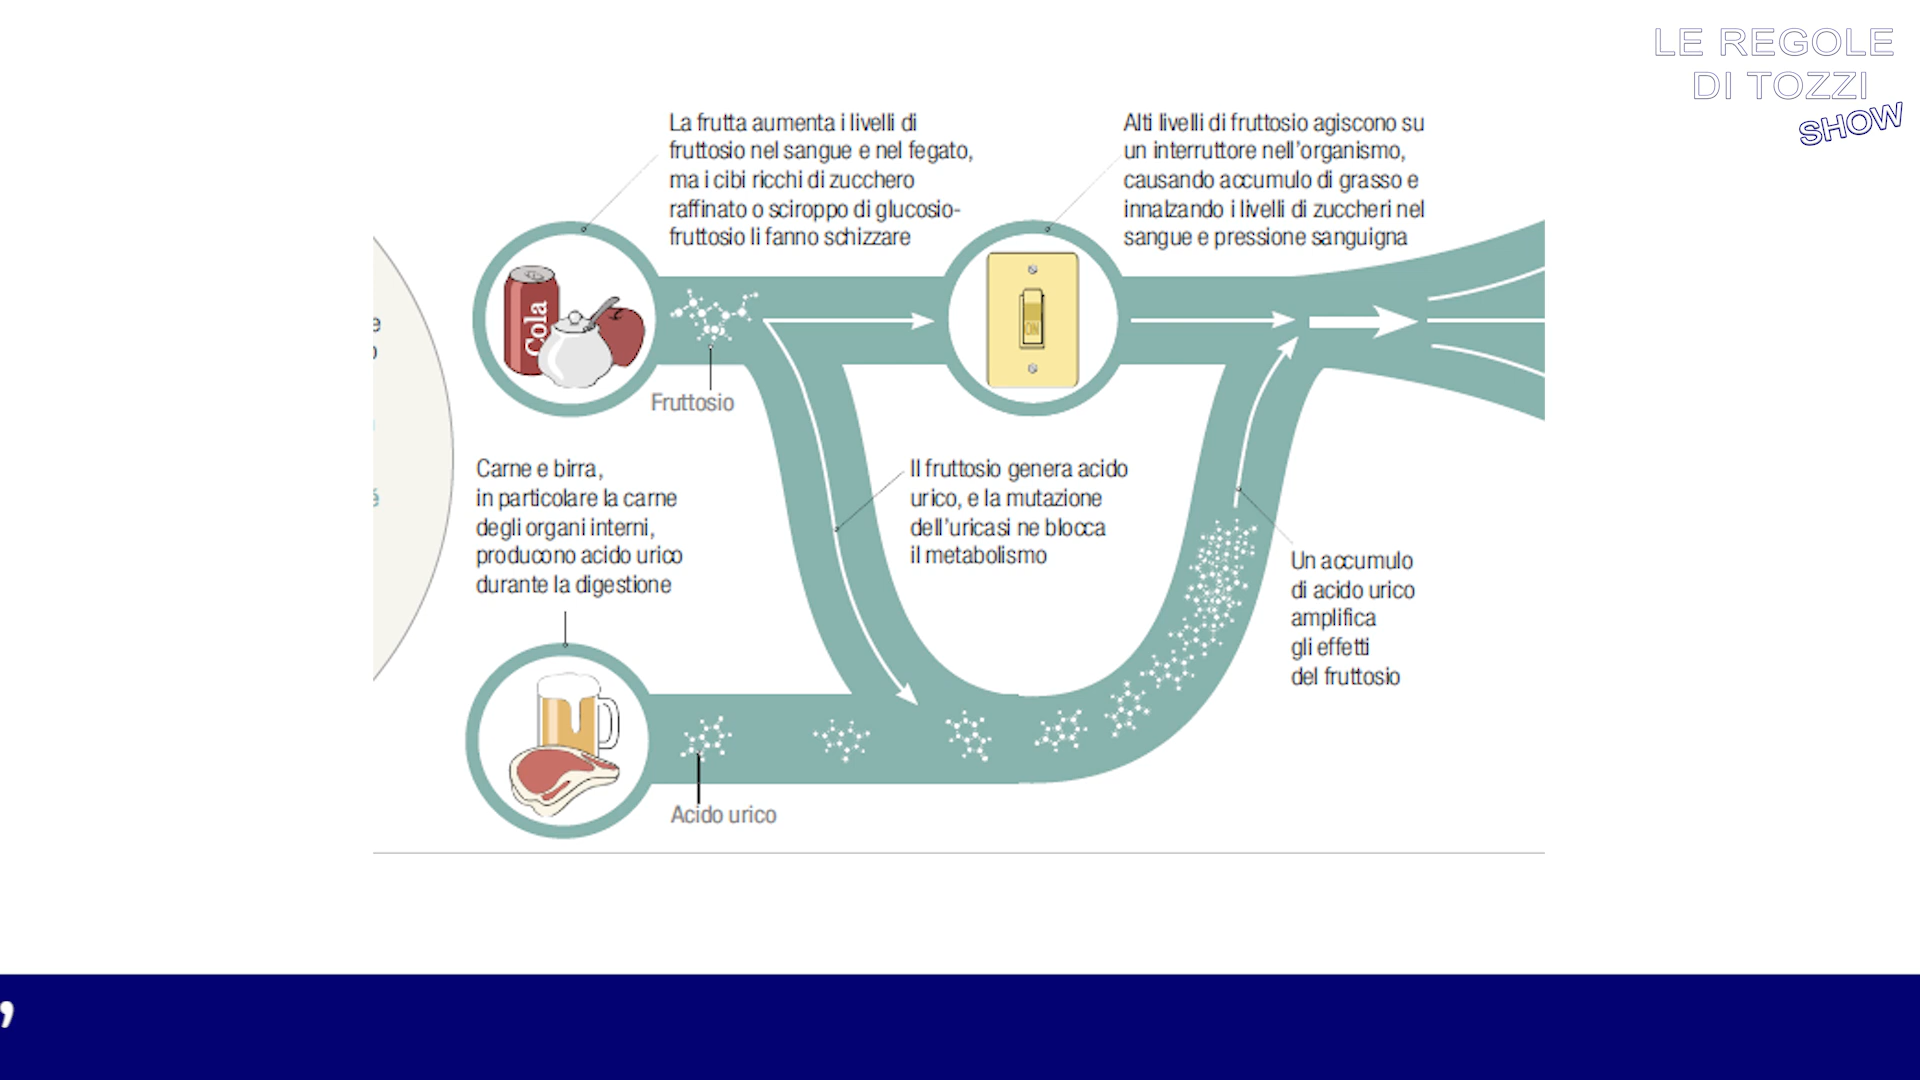 LE REGOLE
DI TOZZI
SHOW
La frutta aumenta i livelli di
fruttosio nel sangue e nel fegato,
ma i cibi ricchi di zucchero
raffinato o sciroppo di glucosio-
fruttosio li fanno schizzare
Alti livelli di fruttosio agiscono su
un interruttore nell'organismo,
causando accumulo di grasso e
innalzando i livelli di zuccheri nel
sangue e pressione sanguigna
Cola
ON
Fruttosio
Carne e birra,
in particolare la carne
degli organi interni,
producono acido urico
durante la digestione
Il fruttosio genera acido
urico, e la mutazione
dell'uricasi ne blocca
il metabolismo
Un accumulo
di acido urico
amplifica
gli effetti
del fruttosio
Acido urico